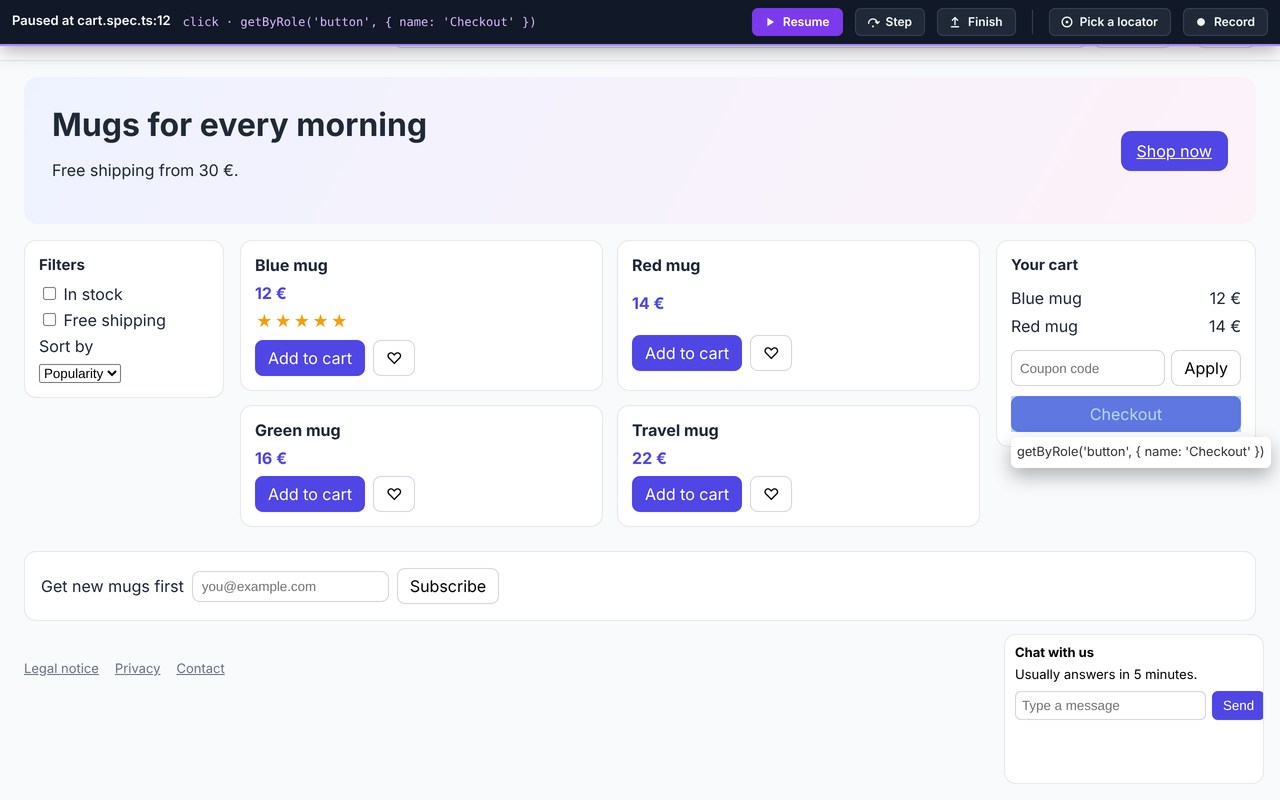 Paused at cart.spec.ts:12 click · getByRole('button', { name: 'Checkout' }) Resume Step Finish Pick a locator Record
Mugs for every morning
Free shipping from 30 €.
Shop now
Filters
In stock
Free shipping
Sort by
Popularity
Blue mug
12 €
★★★★★
Add to cart
Red mug
14 €
Add to cart
Green mug
16 €
Add to cart
Travel mug
22 €
Add to cart
Your cart
Blue mug 12 €
Red mug 14 €
Coupon code Apply
Checkout
getByRole('button', { name: 'Checkout' })
Get new mugs first you@example.com Subscribe
Legal notice Privacy Contact
Chat with us
Usually answers in 5 minutes.
Type a message Send